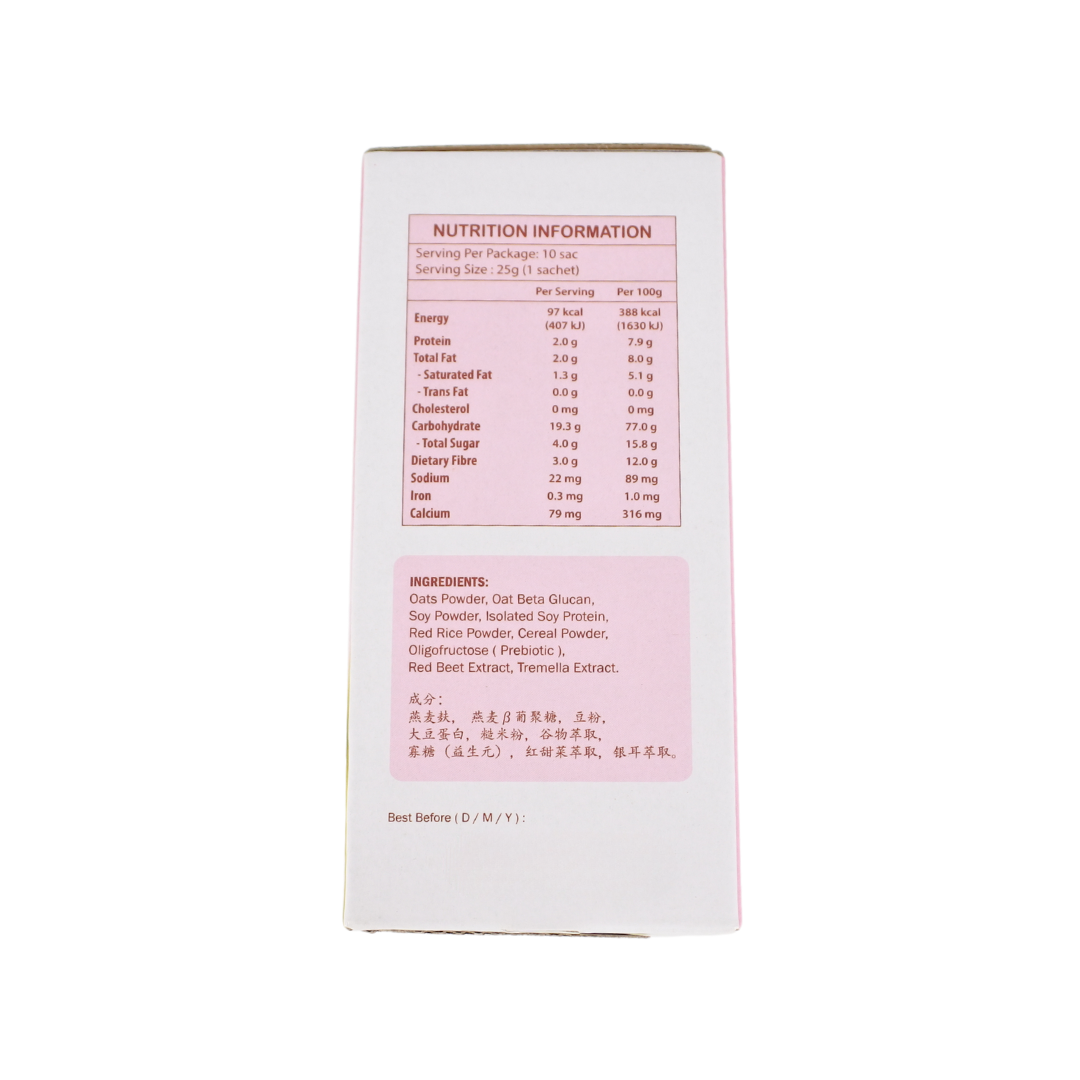 NUTRITION INFORMATION
Serving Per Package: 10 sac
Serving Size : 25g (1 sachet)
Per Serving Per 100g
Energy 97 kcal (407 kJ) 388 kcal (1630 kJ)
Protein 2.0 g 7.9 g
Total Fat 2.0 g 8.0 g
- Saturated Fat 1.3 g 5.1 g
- Trans Fat 0.0 g 0.0 g
Cholesterol 0 mg 0 mg
Carbohydrate 19.3 g 77.0 g
- Total Sugar 4.0 g 15.8 g
Dietary Fibre 3.0 g 12.0 g
Sodium 22 mg 89 mg
Iron 0.3 mg 1.0 mg
Calcium 79 mg 316 mg
INGREDIENTS:
Oats Powder, Oat Beta Glucan,
Soy Powder, Isolated Soy Protein,
Red Rice Powder, Cereal Powder,
Oligofructose ( Prebiotic ),
Red Beet Extract, Tremella Extract.
成分：
燕麦麸， 燕麦β葡聚糖，豆粉，
大豆蛋白，糙米粉，谷物萃取，
寡糖（益生元），红甜菜萃取，银耳萃取。
Best Before ( D / M / Y ) :